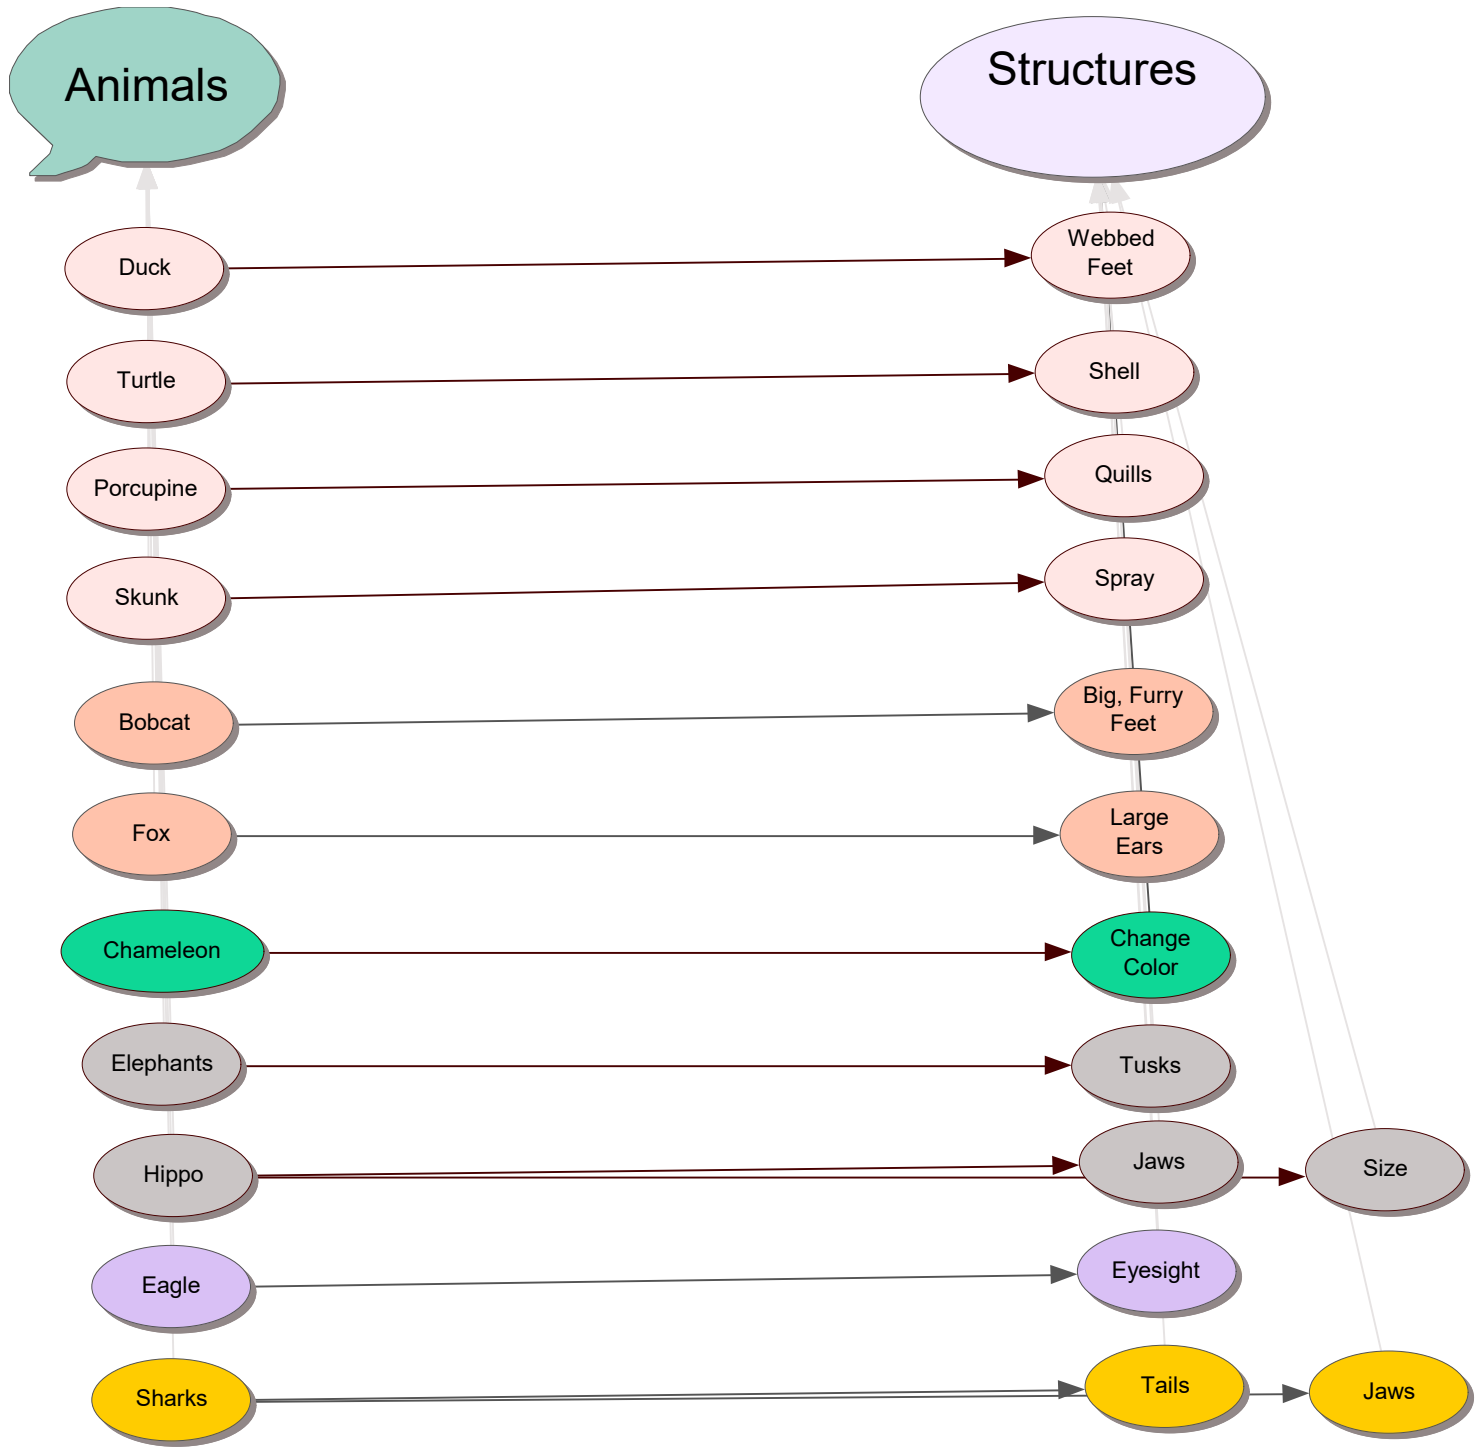 Animals
Structures
Duck
Webbed
Feet
Turtle
Shell
Porcupine
Quills
Skunk
Spray
Bobcat
Big, Furry
Feet
Fox
Large
Ears
Chameleon
Change
Color
Elephants
Tusks
Hippo
Jaws
Size
Eagle
Eyesight
Sharks
Tails
Jaws